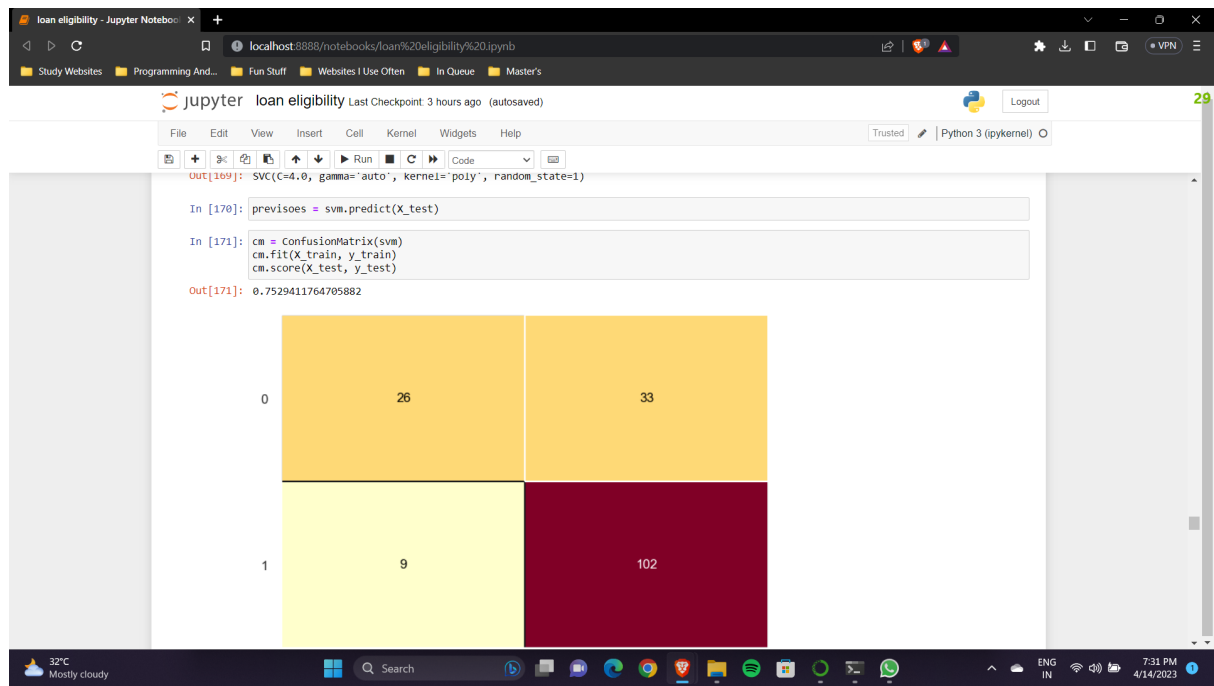 loan eligibility - Jupyter Noteboo
localhost:8888/notebooks/loan%20eligibility%20.ipynb
VPN
Study Websites Programming And... Fun Stuff Websites I Use Often In Queue Master's
jupyter loan eligibility Last Checkpoint: 3 hours ago (autosaved)
Logout
29
File Edit View Insert Cell Kernel Widgets Help
Trusted Python 3 (ipykernel)
Run Code
Out[169]: SVC(C=4.0, gamma='auto', kernel='poly', random_state=1)
In [170]: previsoes = svm.predict(X_test)
In [171]: cm = ConfusionMatrix(svm)
cm.fit(X_train, y_train)
cm.score(X_test, y_test)
Out[171]: 0.7529411764705882
0 26 33
1 9 102
32°C
Mostly cloudy
Search
ENG
IN
7:31 PM
4/14/2023
1